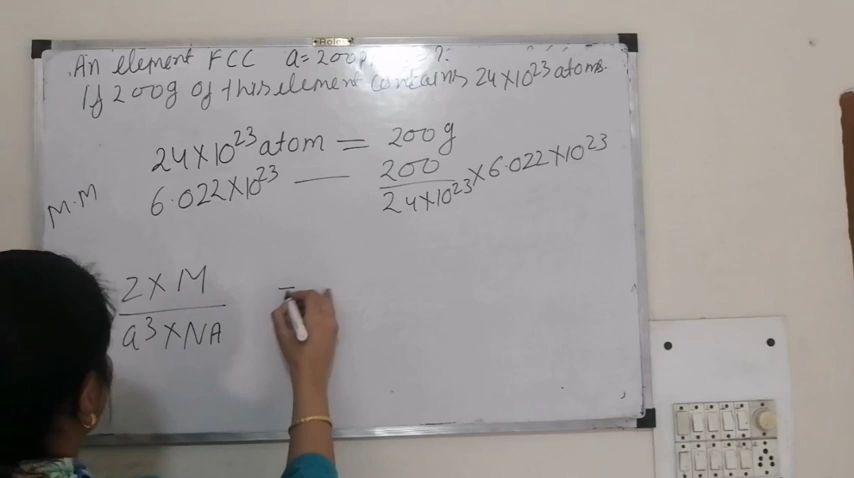 An element FCC a = 200p ?:
If 200g of this element contains 24×10²³ atoms.
24×10²³ atom = 200g
M.M 6.022×10²³ — 200/24×10²³ × 6.022×10²³
Z×M
a³×NA